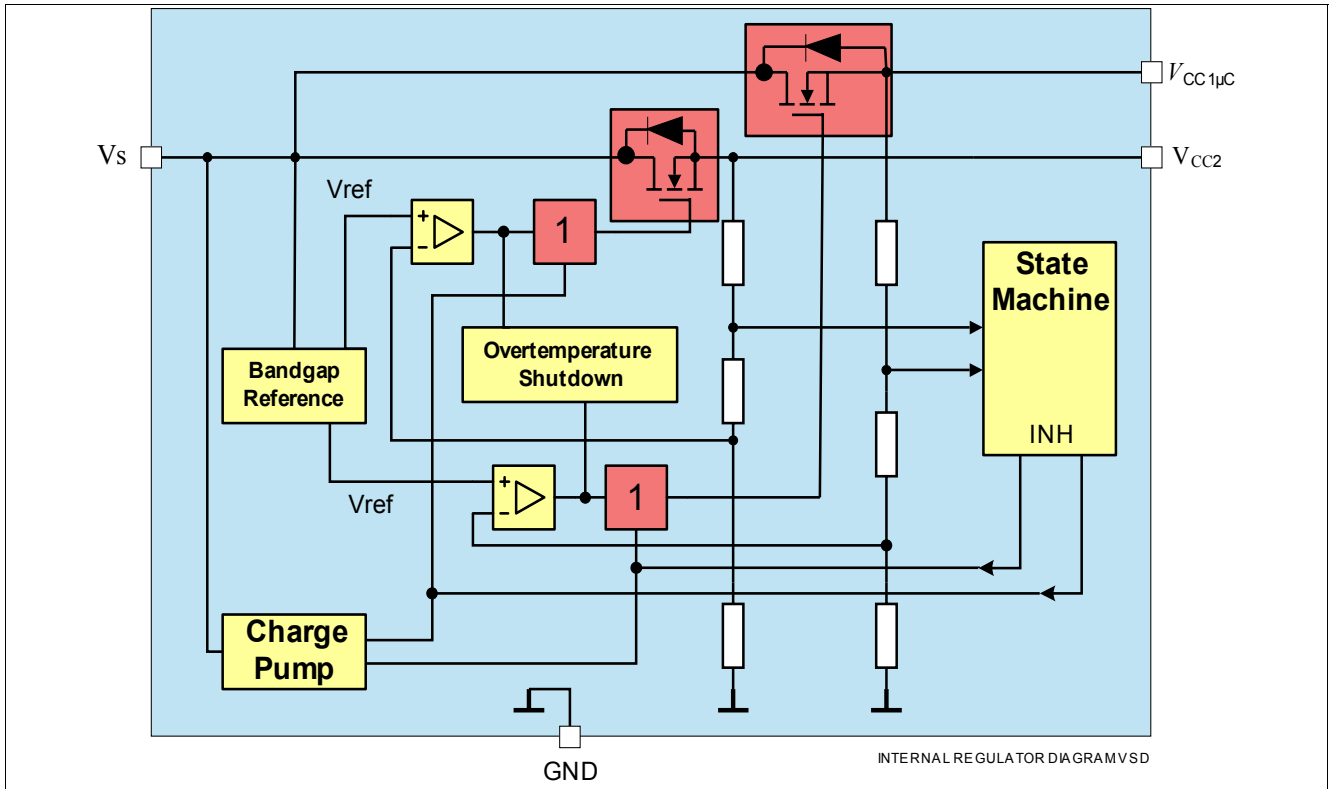 VCC1µC
Vs
VCC2
Vref
+
-
1
State
Machine
Bandgap
Reference
Overtemperature
Shutdown
INH
+
-
1
Vref
Charge
Pump
GND
INTERNAL REGULATOR DIAGRAM VSD